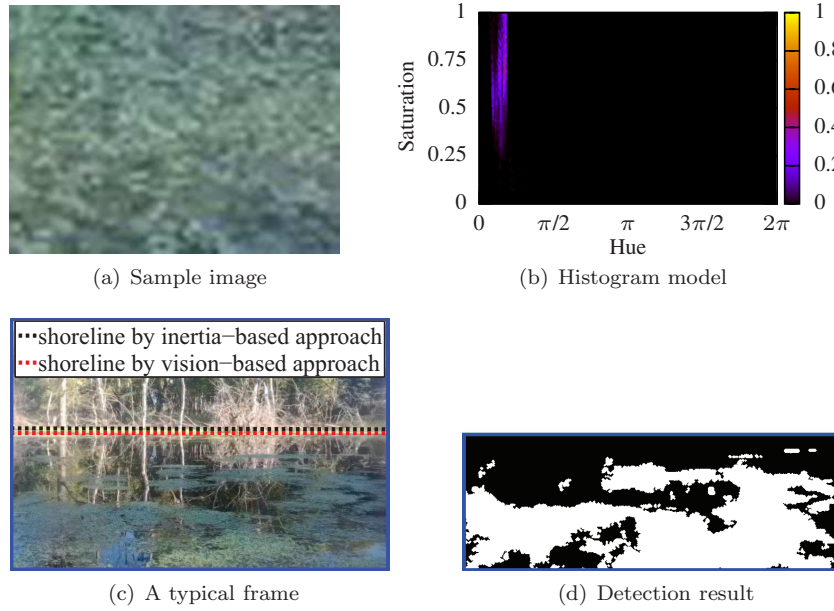 1
0.75
0.5
0.25
0
Saturation
0 π/2 π 3π/2 2π
Hue
1
0.8
0.6
0.4
0.2
0
(a) Sample image
(b) Histogram model
shoreline by inertia−based approach
shoreline by vision−based approach
(c) A typical frame
(d) Detection result